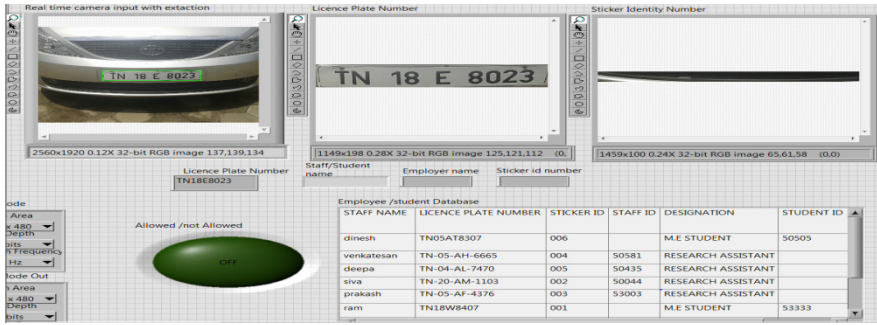 Real time camera input with extaction
Licence Plate Number
Sticker Identity Number
TN 18 E 8023
TN 18 E 8023
2560x1920 0.12X 32-bit RGB image 137,139,134
1149x198 0.28X 32-bit RGB image 125,121,112 (0,
1459x100 0.24X 32-bit RGB image 65,61,58 (0,0)
Licence Plate Number
Staff/Student name
Employer name
Sticker id number
TN18E8023
Employee /student Database
STAFF NAME LICENCE PLATE NUMBER STICKER ID STAFF ID DESIGNATION STUDENT ID
dinesh TN05AT8307 006 M.E STUDENT 50505
venkatesan TN-05-AH-6665 004 50581 RESEARCH ASSISTANT
deepa TN-04-AL-7470 005 50435 RESEARCH ASSISTANT
siva TN-20-AM-1103 002 50044 RESEARCH ASSISTANT
prakash TN-05-AF-4376 003 53003 RESEARCH ASSISTANT
ram TN18W8407 001 M.E STUDENT 53333
Allowed /not Allowed
OFF
ode
n Area
x 480
Depth
bits
n Frequency
Hz
Mode Out
n Area
x 480
Depth
bits